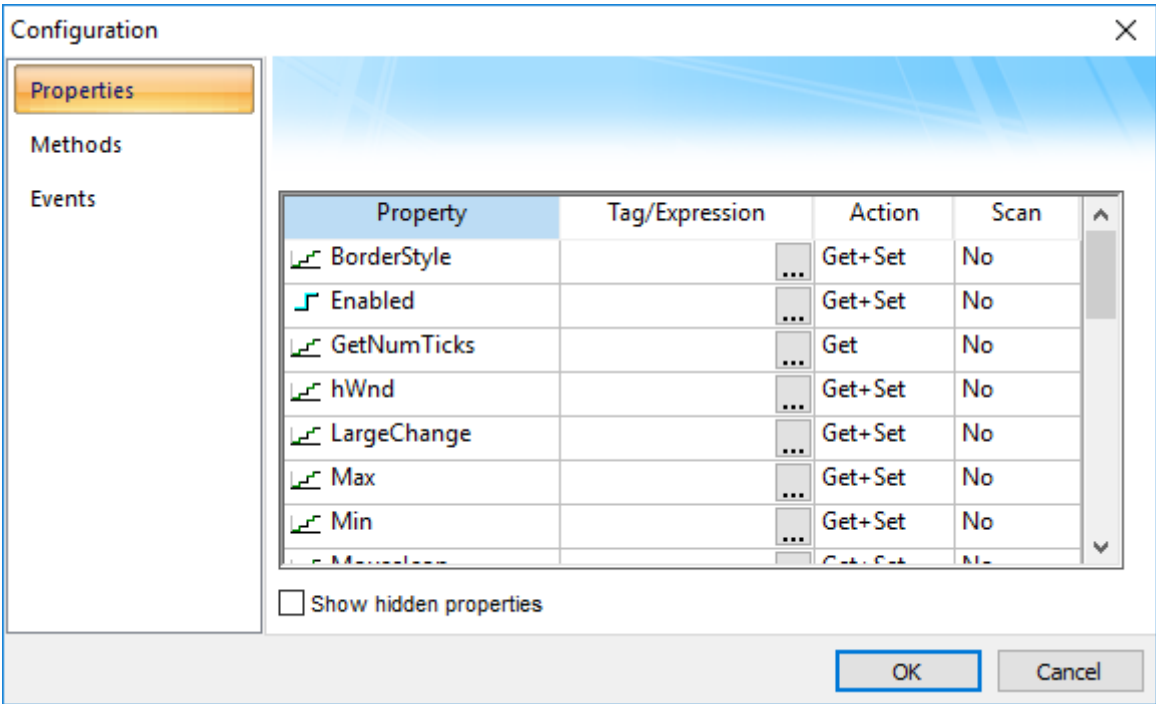 Configuration
Properties
Methods
Events
Property Tag/Expression Action Scan
BorderStyle ... Get+Set No
Enabled ... Get+Set No
GetNumTicks ... Get No
hWnd ... Get+Set No
LargeChange ... Get+Set No
Max ... Get+Set No
Min ... Get+Set No
Show hidden properties
OK Cancel